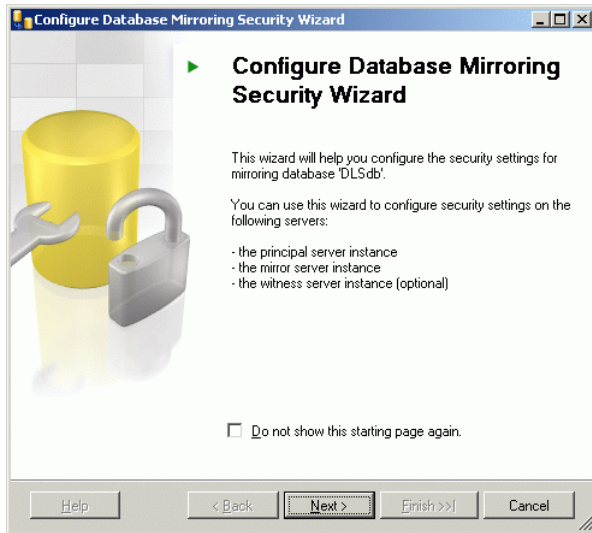 Configure Database Mirroring Security Wizard
Configure Database Mirroring
Security Wizard
This wizard will help you configure the security settings for
mirroring database 'DLSdb'.
You can use this wizard to configure security settings on the
following servers:
- the principal server instance
- the mirror server instance
- the witness server instance (optional)
Do not show this starting page again.
Help
< Back
Next >
Finish >>|
Cancel